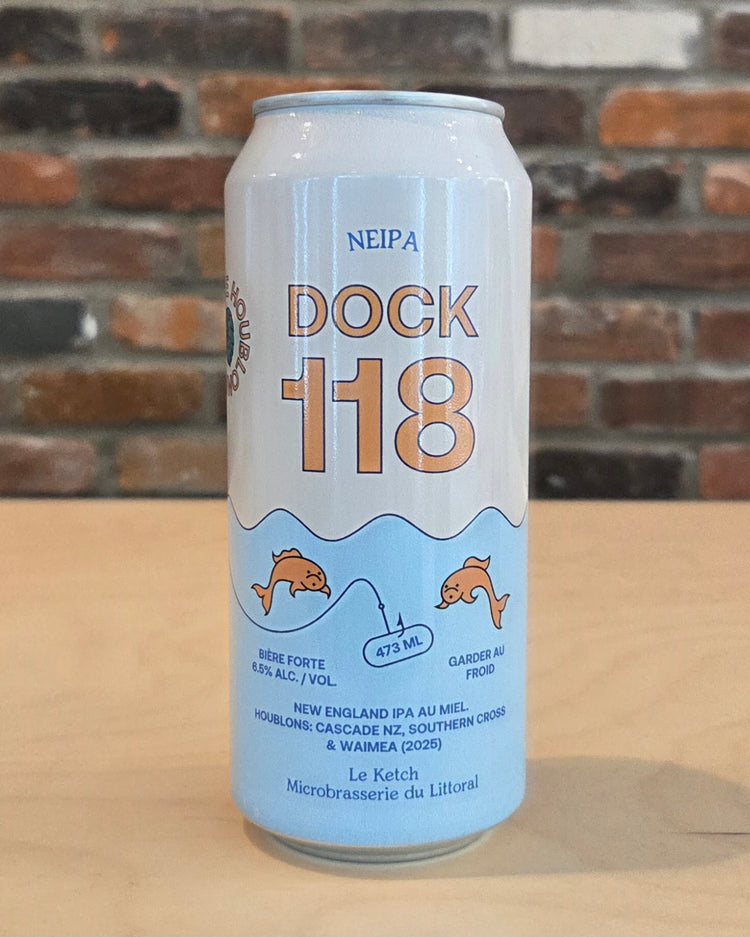 NEIPA
DOCK
118
HOUBLON
473 ML
BIÈRE FORTE
6.5% ALC. / VOL.
GARDER AU
FROID
NEW ENGLAND IPA AU MIEL.
HOUBLONS: CASCADE NZ, SOUTHERN CROSS
& WAIMEA (2025)
Le Ketch
Microbrasserie du Littoral